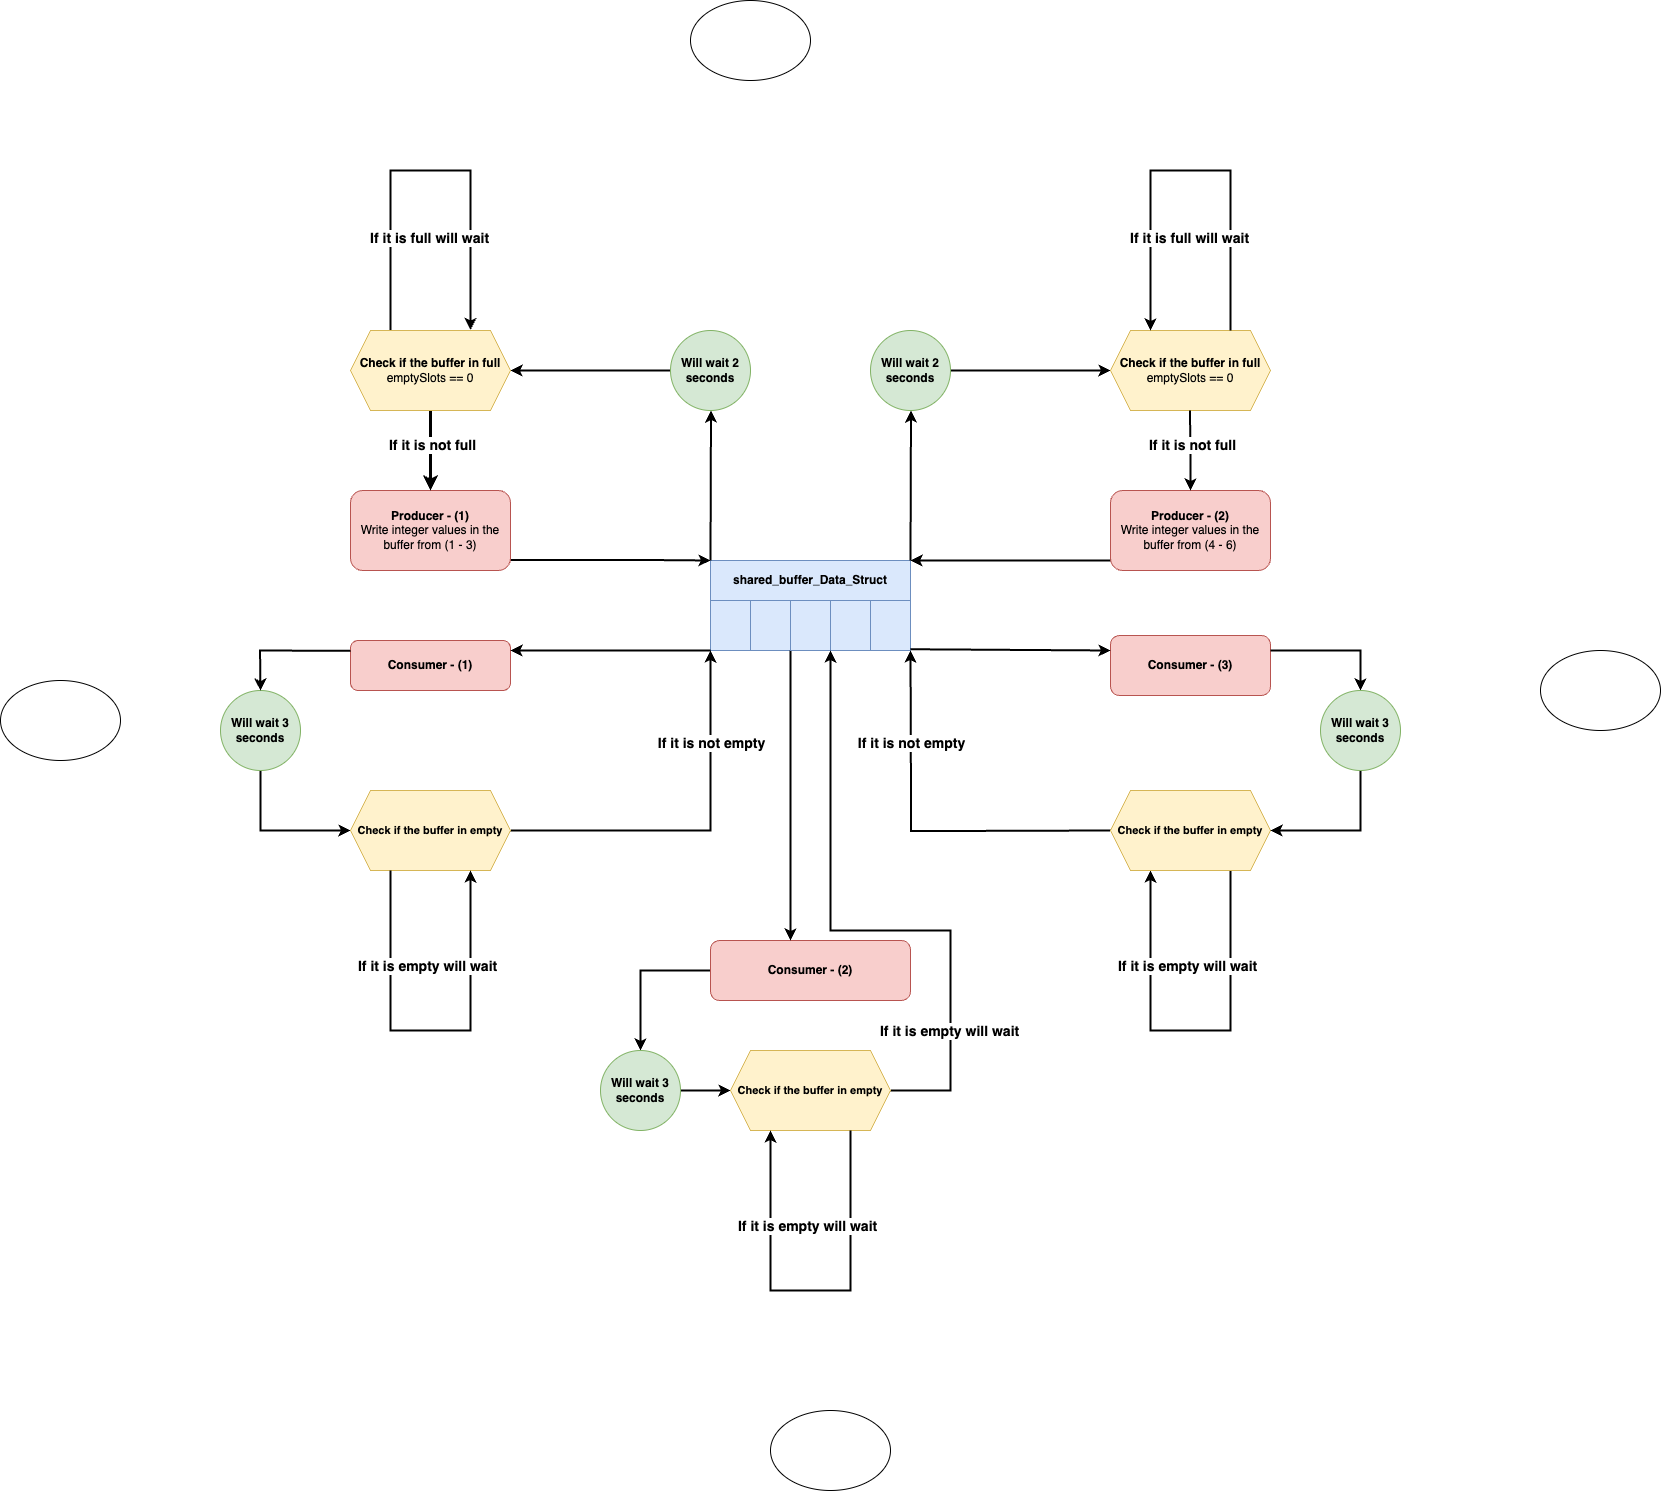 If it is full will wait
If it is full will wait
Check if the buffer in full
emptySlots == 0
Will wait 2
seconds
Will wait 2
seconds
Check if the buffer in full
emptySlots == 0
If it is not full
If it is not full
Producer - (1)
Write integer values in the
buffer from (1 - 3)
Producer - (2)
Write integer values in the
buffer from (4 - 6)
shared_buffer_Data_Struct
Consumer - (1)
Consumer - (3)
Will wait 3
seconds
If it is not empty
If it is not empty
Will wait 3
seconds
Check if the buffer in empty
Check if the buffer in empty
If it is empty will wait
Consumer - (2)
If it is empty will wait
If it is empty will wait
Will wait 3
seconds
Check if the buffer in empty
If it is empty will wait